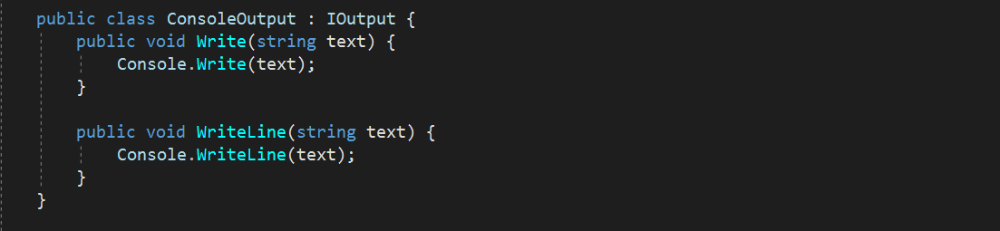 public class ConsoleOutput : IOutput {
    public void Write(string text) {
        Console.Write(text);
    }

    public void WriteLine(string text) {
        Console.WriteLine(text);
    }
}